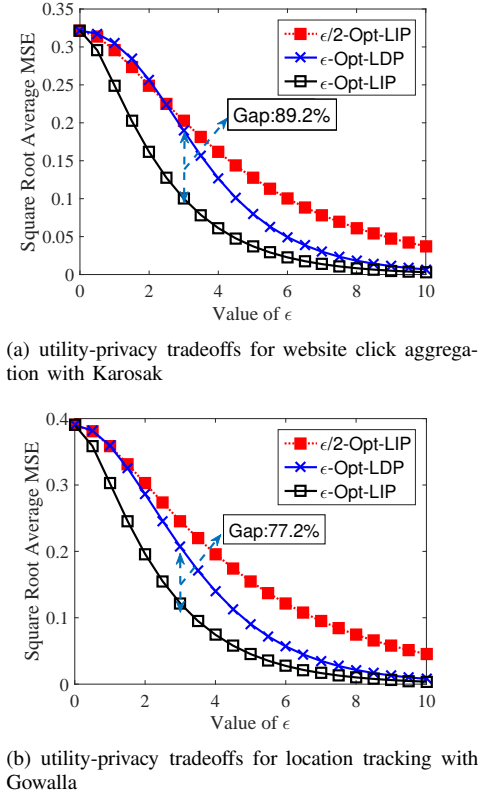 0.35
0.3
0.25
0.2
0.15
0.1
0.05
0
Square Root Average MSE
ϵ/2-Opt-LIP
ϵ-Opt-LDP
ϵ-Opt-LIP
Gap:89.2%
0 2 4 6 8 10
Value of ϵ
(a) utility-privacy tradeoffs for website click aggrega-
tion with Karosak
0.4
0.3
0.2
0.1
0
Square Root Average MSE
ϵ/2-Opt-LIP
ϵ-Opt-LDP
ϵ-Opt-LIP
Gap:77.2%
0 2 4 6 8 10
Value of ϵ
(b) utility-privacy tradeoffs for location tracking with
Gowalla